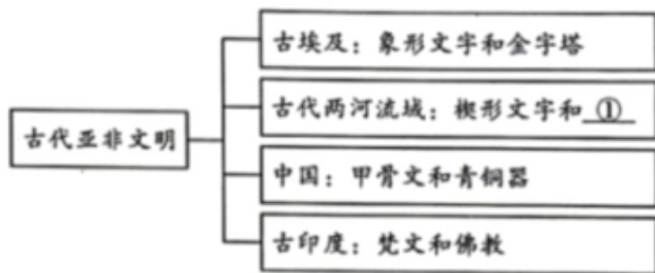 古埃及：象形文字和金字塔
古代两河流域：楔形文字和 ①
古代亚非文明
中国：甲骨文和青铜器
古印度：梵文和佛教